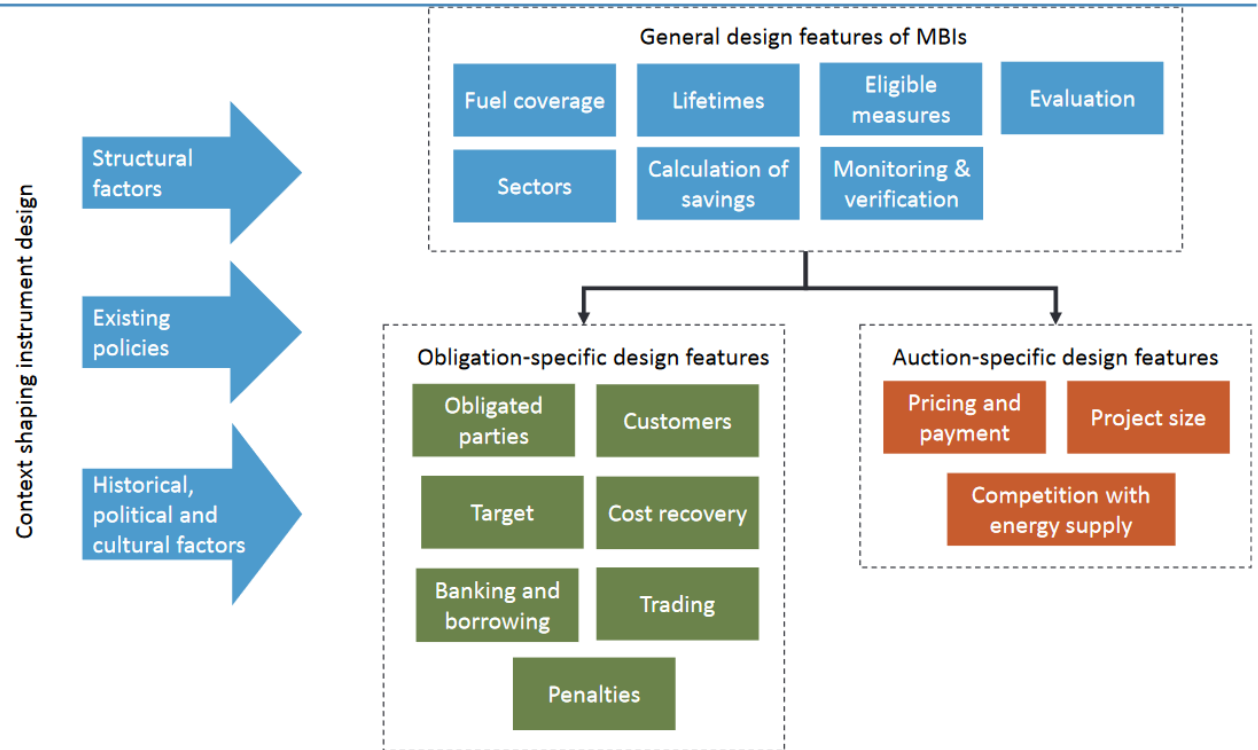 Context shaping instrument design
Structural
factors
Existing
policies
Historical,
political and
cultural factors
General design features of MBIs
Fuel coverage
Lifetimes
Eligible
measures
Evaluation
Sectors
Calculation of
savings
Monitoring &
verification
Obligation-specific design features
Obligated
parties
Customers
Target
Cost recovery
Banking and
borrowing
Trading
Penalties
Auction-specific design features
Pricing and
payment
Project size
Competition with
energy supply